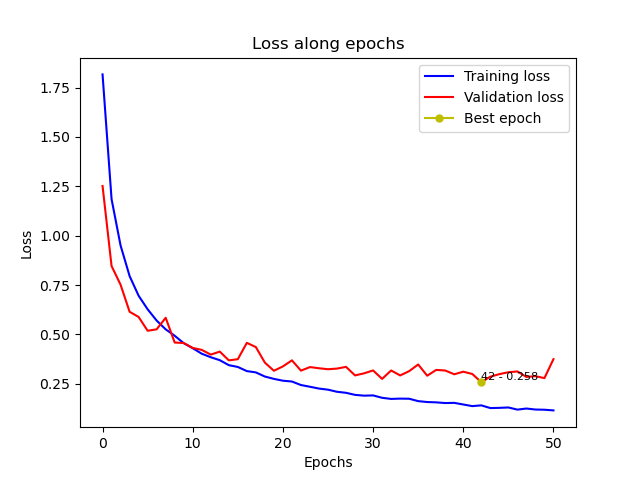 Loss along epochs
Training loss
Validation loss
Best epoch
1.75
1.50
1.25
1.00
0.75
0.50
0.25
Loss
42 - 0.258
0
10
20
30
40
50
Epochs